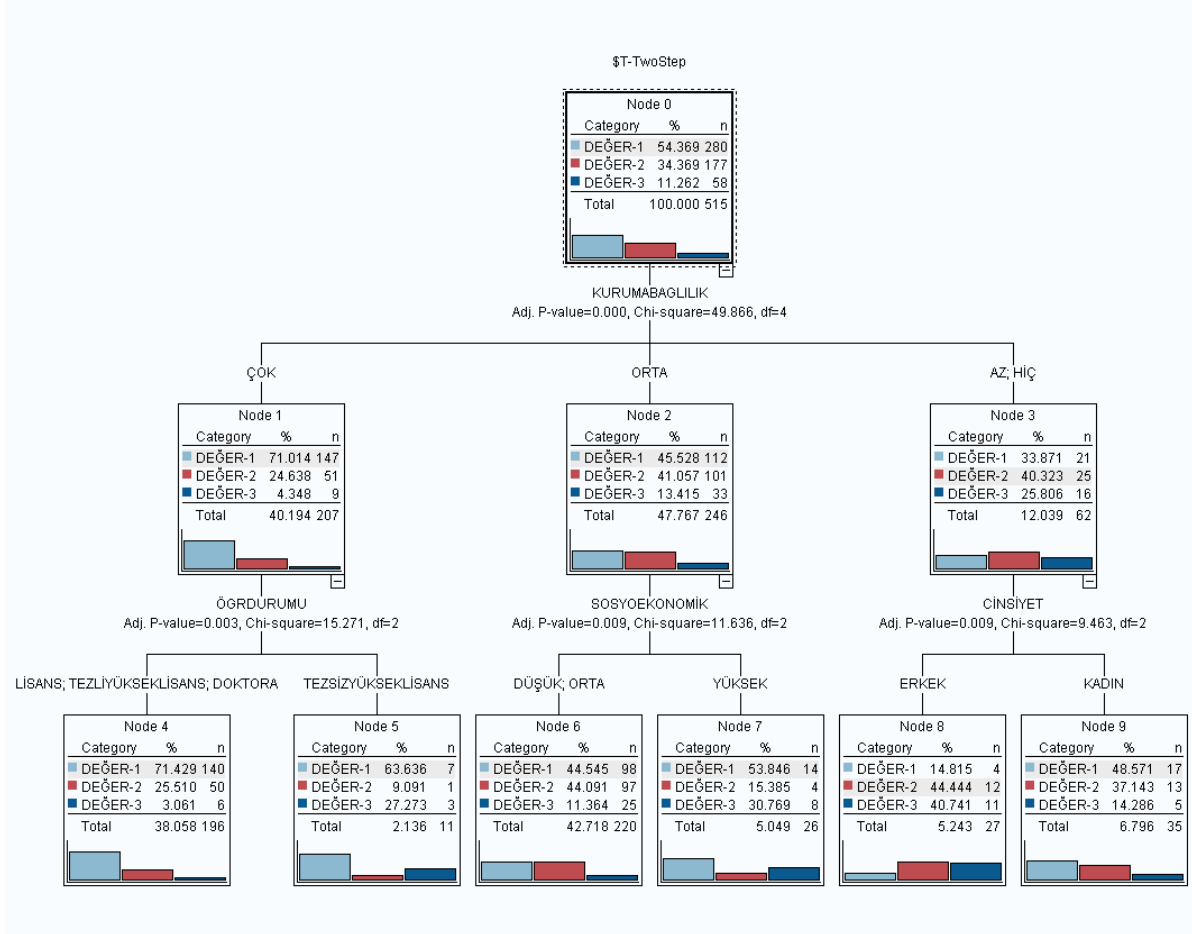 $T-TwoStep
Node 0
Category % n
DEĞER-1 54.369 280
DEĞER-2 34.369 177
DEĞER-3 11.262 58
Total 100.000 515
KURUMABAGLILIK
Adj. P-value=0.000, Chi-square=49.866, df=4
ÇOK
ORTA
AZ; HİÇ
Node 1
Category % n
DEĞER-1 71.014 147
DEĞER-2 24.638 51
DEĞER-3 4.348 9
Total 40.194 207
Node 2
Category % n
DEĞER-1 45.528 112
DEĞER-2 41.057 101
DEĞER-3 13.415 33
Total 47.767 246
Node 3
Category % n
DEĞER-1 33.871 21
DEĞER-2 40.323 25
DEĞER-3 25.806 16
Total 12.039 62
ÖGRDURUMU
Adj. P-value=0.003, Chi-square=15.271, df=2
SOSYOEKONOMİK
Adj. P-value=0.009, Chi-square=11.636, df=2
CİNSİYET
Adj. P-value=0.009, Chi-square=9.463, df=2
LİSANS; TEZLİYÜKSEKLİSANS; DOKTORA
TEZSİZYÜKSEKLİSANS
DÜŞÜK; ORTA
YÜKSEK
ERKEK
KADIN
Node 4
Category % n
DEĞER-1 71.429 140
DEĞER-2 25.510 50
DEĞER-3 3.061 6
Total 38.058 196
Node 5
Category % n
DEĞER-1 63.636 7
DEĞER-2 9.091 1
DEĞER-3 27.273 3
Total 2.136 11
Node 6
Category % n
DEĞER-1 44.545 98
DEĞER-2 44.091 97
DEĞER-3 11.364 25
Total 42.718 220
Node 7
Category % n
DEĞER-1 53.846 14
DEĞER-2 15.385 4
DEĞER-3 30.769 8
Total 5.049 26
Node 8
Category % n
DEĞER-1 14.815 4
DEĞER-2 44.444 12
DEĞER-3 40.741 11
Total 5.243 27
Node 9
Category % n
DEĞER-1 48.571 17
DEĞER-2 37.143 13
DEĞER-3 14.286 5
Total 6.796 35